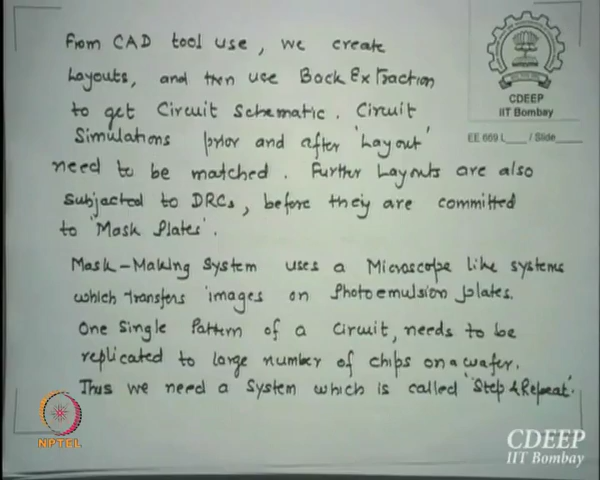 From CAD tool use, we create
Layouts, and then use Back Extraction
to get Circuit Schematic. Circuit
Simulations prior and after 'Layout'
need to be matched. Further Layouts are also
subjacted to DRCs, before they are committed
to 'Mask Plates'.
Mask-Making System uses a Microscope like systems
which transfers images on Photoemulsion plates.
One Single Pattern of a Circuit, needs to be
replicated to large number of chips on a wafer.
Thus we need a System which is called 'Step & Repeat'.
CDEEP
IIT Bombay
EE 669 L____ / Slide____
NPTEL
CDEEP
IIT Bombay